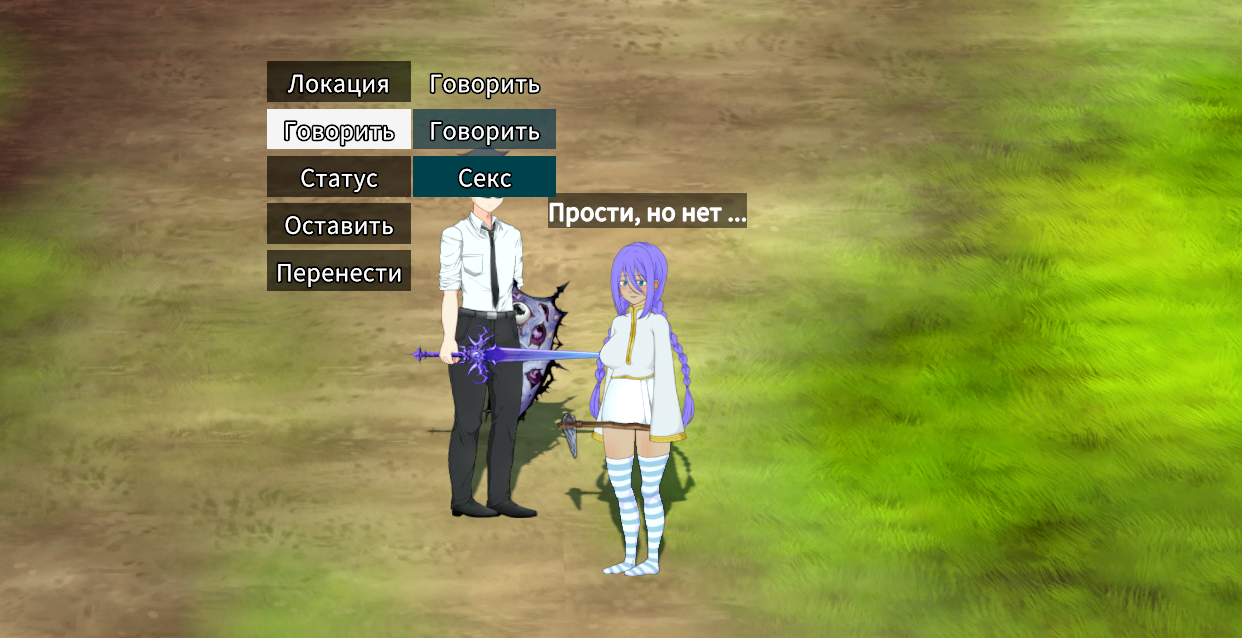 Локация
Говорить
Говорить
Говорить
Статус
Секс
Прости, но нет ...
Оставить
Перенести